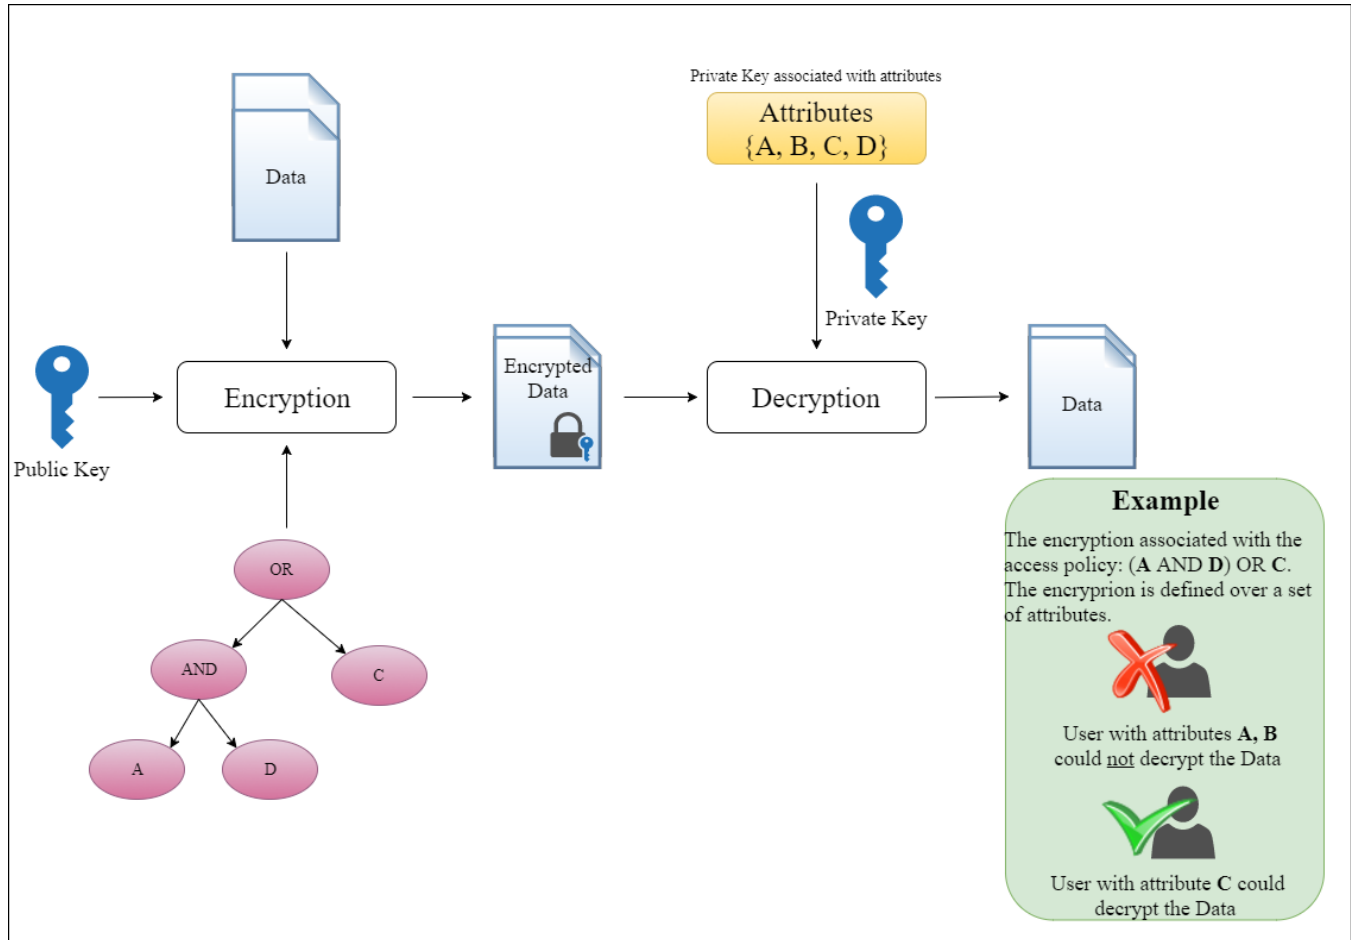 Private Key associated with attributes
Attributes
{A, B, C, D}
Data
Private Key
Public Key
Encryption
Encrypted
Data
Decryption
Data
OR
AND
C
A
D
Example
The encryption associated with the
access policy: (A AND D) OR C.
The encryprion is defined over a set
of attributes.
User with attributes A, B
could not decrypt the Data
User with attribute C could
decrypt the Data